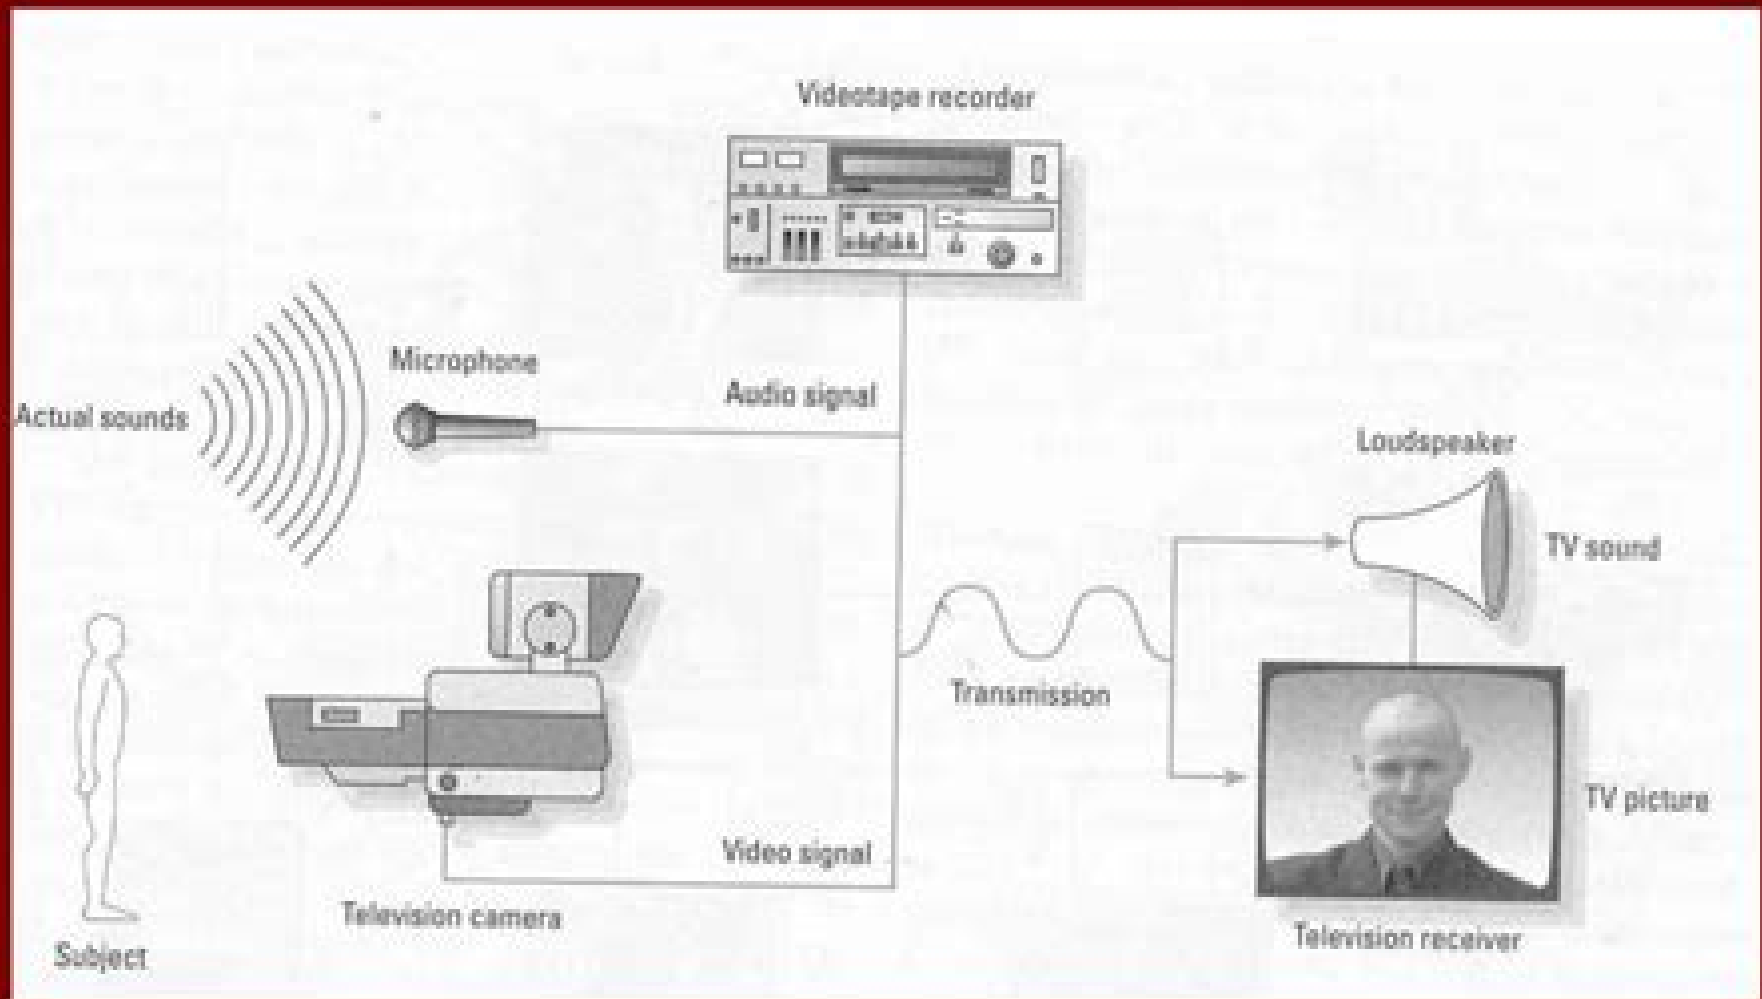 Videotape recorder
Microphone
Audio signal
Actual sounds
Loudspeaker
TV sound
Transmission
TV picture
Video signal
Television camera
Television receiver
Subject